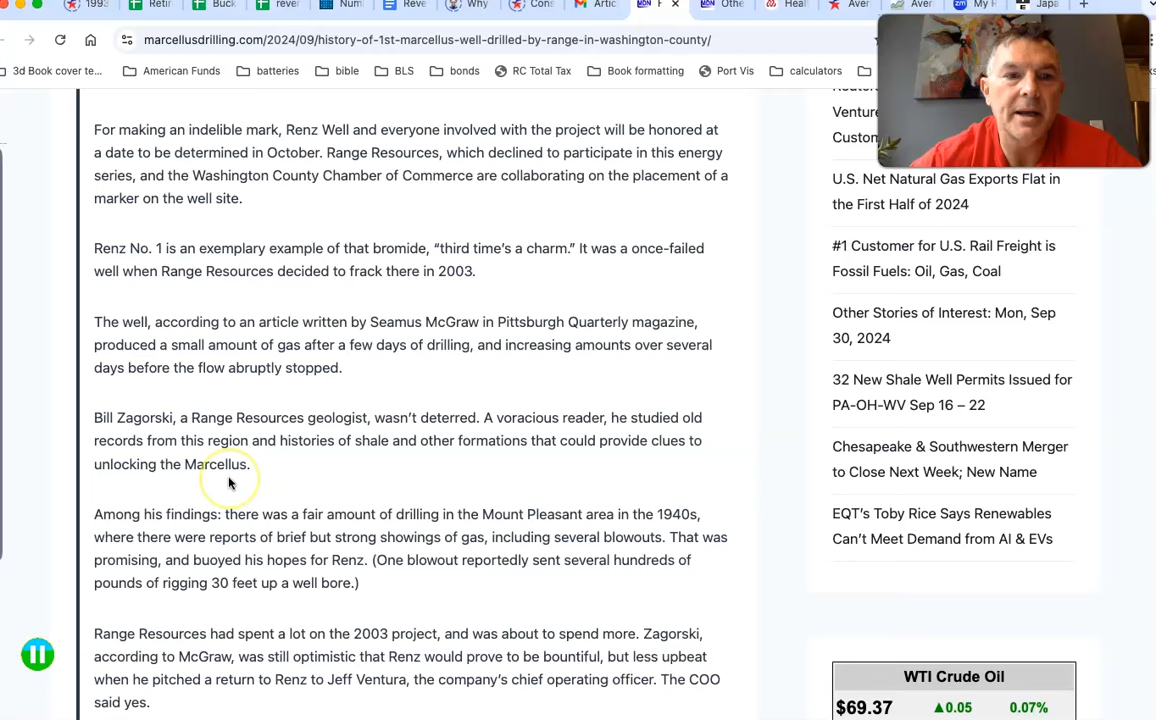 1993
Retir
Buck
rever
Num
Reve
Why
Cons
Artic
F
Othe
Heal
Aver
Aver
My R
Japa
marcellusdrilling.com/2024/09/history-of-1st-marcellus-well-drilled-by-range-in-washington-county/
3d Book cover te...
American Funds
batteries
bible
BLS
bonds
RC Total Tax
Book formatting
Port Vis
calculators
For making an indelible mark, Renz Well and everyone involved with the project will be honored at
a date to be determined in October. Range Resources, which declined to participate in this energy
series, and the Washington County Chamber of Commerce are collaborating on the placement of a
marker on the well site.
Renz No. 1 is an exemplary example of that bromide, “third time’s a charm.” It was a once-failed
well when Range Resources decided to frack there in 2003.
The well, according to an article written by Seamus McGraw in Pittsburgh Quarterly magazine,
produced a small amount of gas after a few days of drilling, and increasing amounts over several
days before the flow abruptly stopped.
Bill Zagorski, a Range Resources geologist, wasn’t deterred. A voracious reader, he studied old
records from this region and histories of shale and other formations that could provide clues to
unlocking the Marcellus.
Among his findings: there was a fair amount of drilling in the Mount Pleasant area in the 1940s,
where there were reports of brief but strong showings of gas, including several blowouts. That was
promising, and buoyed his hopes for Renz. (One blowout reportedly sent several hundreds of
pounds of rigging 30 feet up a well bore.)
Range Resources had spent a lot on the 2003 project, and was about to spend more. Zagorski,
according to McGraw, was still optimistic that Renz would prove to be bountiful, but less upbeat
when he pitched a return to Renz to Jeff Ventura, the company’s chief operating officer. The COO
said yes.
Venture
Custom
U.S. Net Natural Gas Exports Flat in
the First Half of 2024
#1 Customer for U.S. Rail Freight is
Fossil Fuels: Oil, Gas, Coal
Other Stories of Interest: Mon, Sep
30, 2024
32 New Shale Well Permits Issued for
PA-OH-WV Sep 16 – 22
Chesapeake & Southwestern Merger
to Close Next Week; New Name
EQT’s Toby Rice Says Renewables
Can’t Meet Demand from AI & EVs
WTI Crude Oil
$69.37 ▲0.05 0.07%